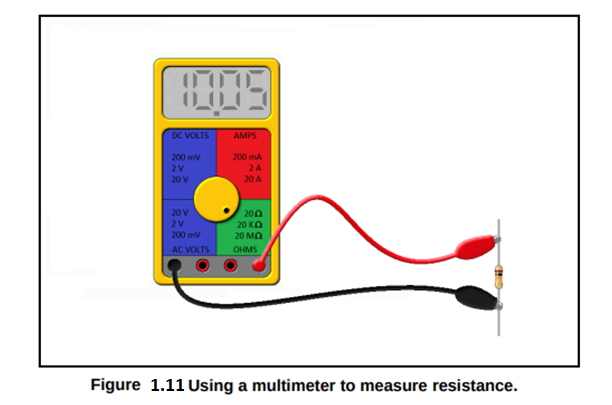 10.05
DC VOLTS AMPS
200 mV 200 mA
2 V 2 A
20 V 20 A
20 V 20 Ω
2 V 20 KΩ
200 mV 20 MΩ
AC VOLTS OHMS
Figure 1.11 Using a multimeter to measure resistance.